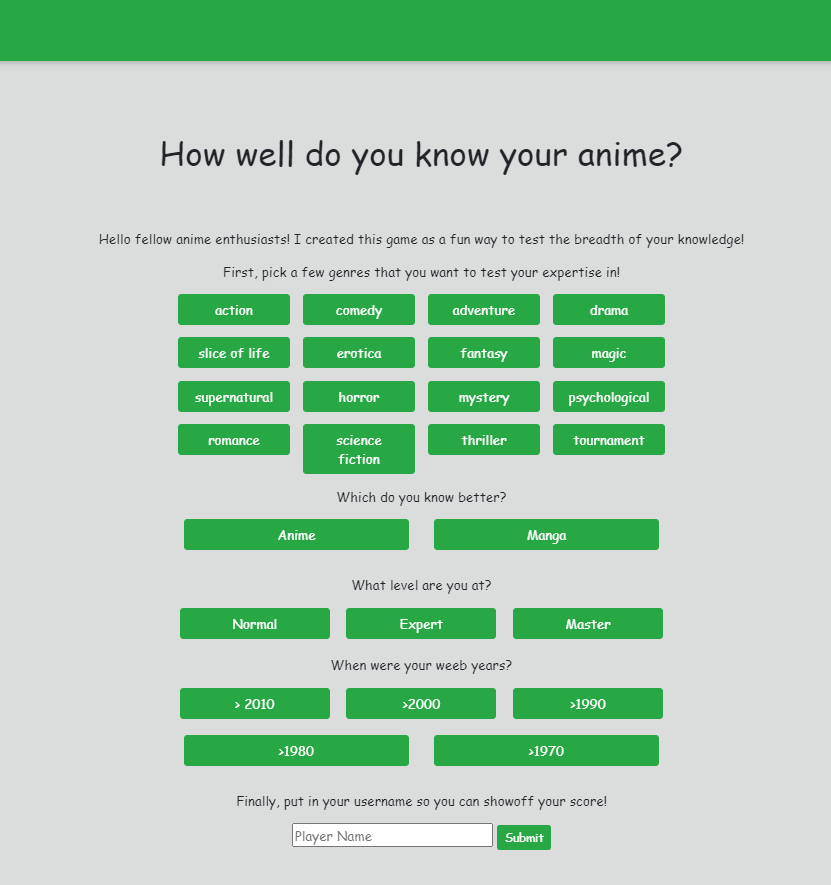 How well do you know your anime?
Hello fellow anime enthusiasts! I created this game as a fun way to test the breadth of your knowledge!
First, pick a few genres that you want to test your expertise in!
action comedy adventure drama
slice of life erotica fantasy magic
supernatural horror mystery psychological
romance science fiction thriller tournament
Which do you know better?
Anime Manga
What level are you at?
Normal Expert Master
When were your weeb years?
> 2010 >2000 >1990
>1980 >1970
Finally, put in your username so you can showoff your score!
Player Name Submit